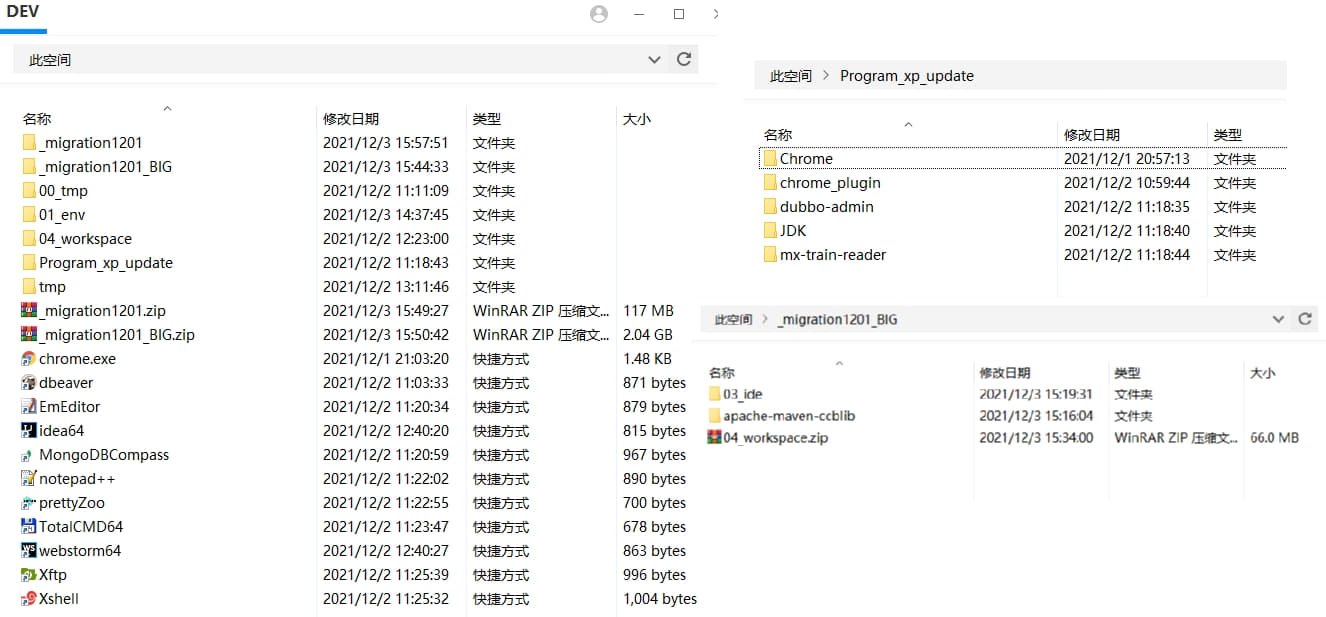 DEV
此空间
名称 修改日期 类型 大小
_migration1201 2021/12/3 15:57:51 文件夹
_migration1201_BIG 2021/12/3 15:44:33 文件夹
00_tmp 2021/12/2 11:11:09 文件夹
01_env 2021/12/3 14:37:45 文件夹
04_workspace 2021/12/2 12:23:00 文件夹
Program_xp_update 2021/12/2 11:18:43 文件夹
tmp 2021/12/2 13:11:46 文件夹
_migration1201.zip 2021/12/3 15:49:27 WinRAR ZIP 压缩文... 117 MB
_migration1201_BIG.zip 2021/12/3 15:50:42 WinRAR ZIP 压缩文... 2.04 GB
chrome.exe 2021/12/1 21:03:20 快捷方式 1.48 KB
dbeaver 2021/12/2 11:03:33 快捷方式 871 bytes
EmEditor 2021/12/2 11:20:34 快捷方式 879 bytes
idea64 2021/12/2 12:40:20 快捷方式 815 bytes
MongoDBCompass 2021/12/2 11:20:59 快捷方式 967 bytes
notepad++ 2021/12/2 11:22:02 快捷方式 890 bytes
prettyZoo 2021/12/2 11:22:55 快捷方式 700 bytes
TotalCMD64 2021/12/2 11:23:47 快捷方式 678 bytes
webstorm64 2021/12/2 12:40:27 快捷方式 863 bytes
Xftp 2021/12/2 11:25:39 快捷方式 996 bytes
Xshell 2021/12/2 11:25:32 快捷方式 1,004 bytes
此空间 > Program_xp_update
名称 修改日期 类型
Chrome 2021/12/1 20:57:13 文件夹
chrome_plugin 2021/12/2 10:59:44 文件夹
dubbo-admin 2021/12/2 11:18:35 文件夹
JDK 2021/12/2 11:18:40 文件夹
mx-train-reader 2021/12/2 11:18:44 文件夹
此空间 > _migration1201_BIG
名称 修改日期 类型 大小
03_ide 2021/12/3 15:19:31 文件夹
apache-maven-ccblib 2021/12/3 15:16:04 文件夹
04_workspace.zip 2021/12/3 15:34:00 WinRAR ZIP 压缩文... 66.0 MB